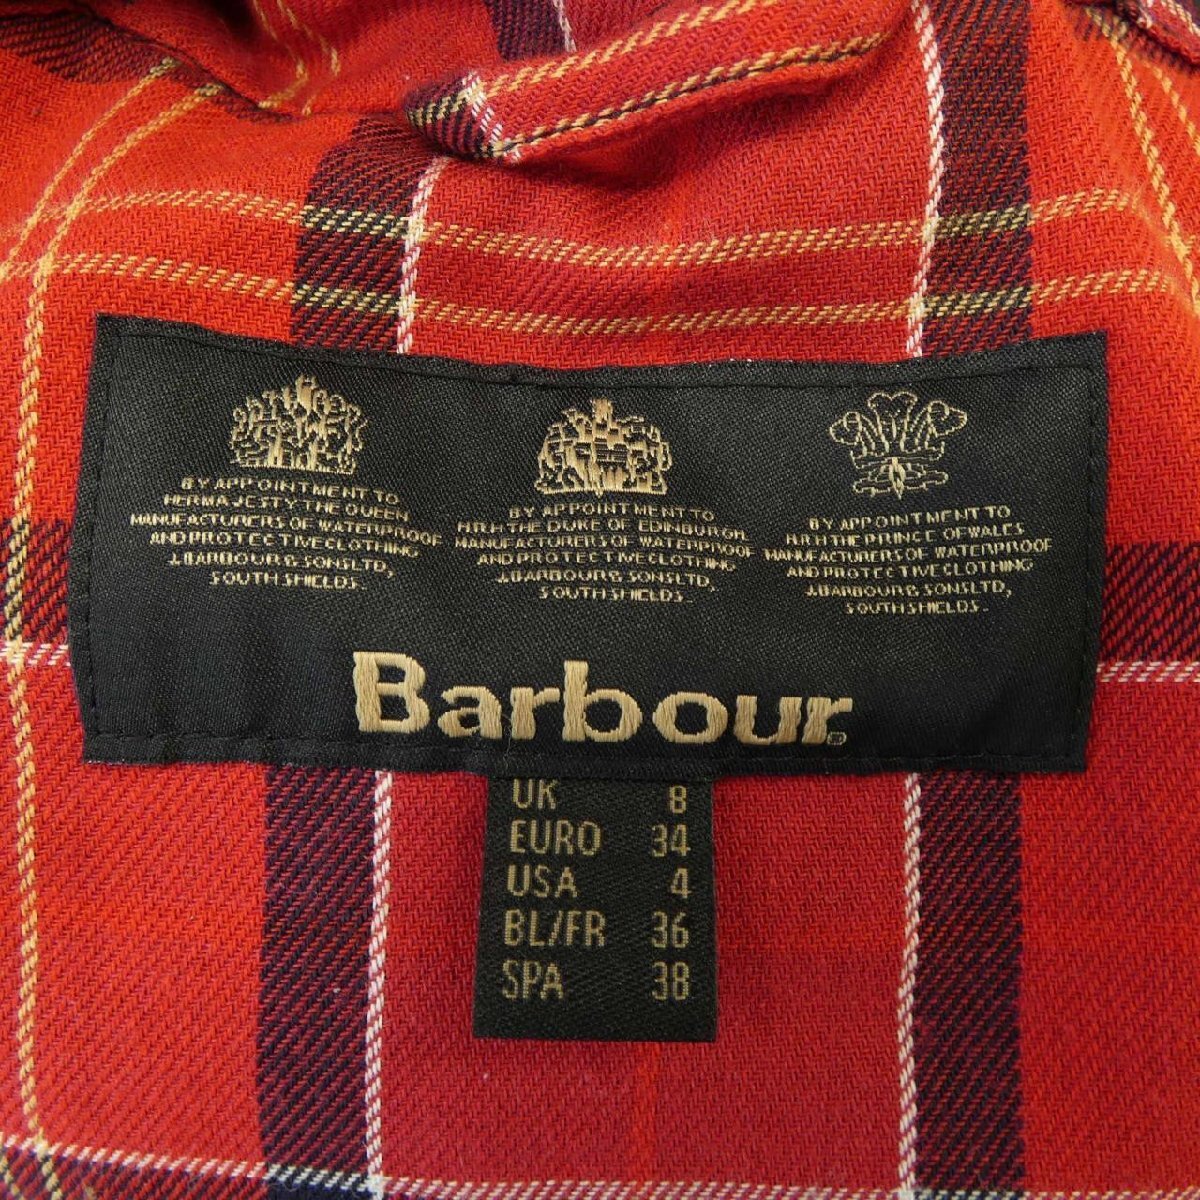 BY APPOINTMENT TO
HER MAJESTY THE QUEEN
MANUFACTURERS OF WATERPROOF
AND PROTECTIVE CLOTHING
J.BARBOUR & SONS LTD,
SOUTH SHIELDS.
BY APPOINTMENT TO
H.R.H. THE DUKE OF EDINBURGH
MANUFACTURERS OF WATERPROOF
AND PROTECTIVE CLOTHING
J.BARBOUR & SONS LTD,
SOUTH SHIELDS.
BY APPOINTMENT TO
H.R.H. THE PRINCE OF WALES
MANUFACTURERS OF WATERPROOF
AND PROTECTIVE CLOTHING
J.BARBOUR & SONS LTD,
SOUTH SHIELDS.
Barbour
UK 8
EURO 34
USA 4
BL/FR 36
SPA 38